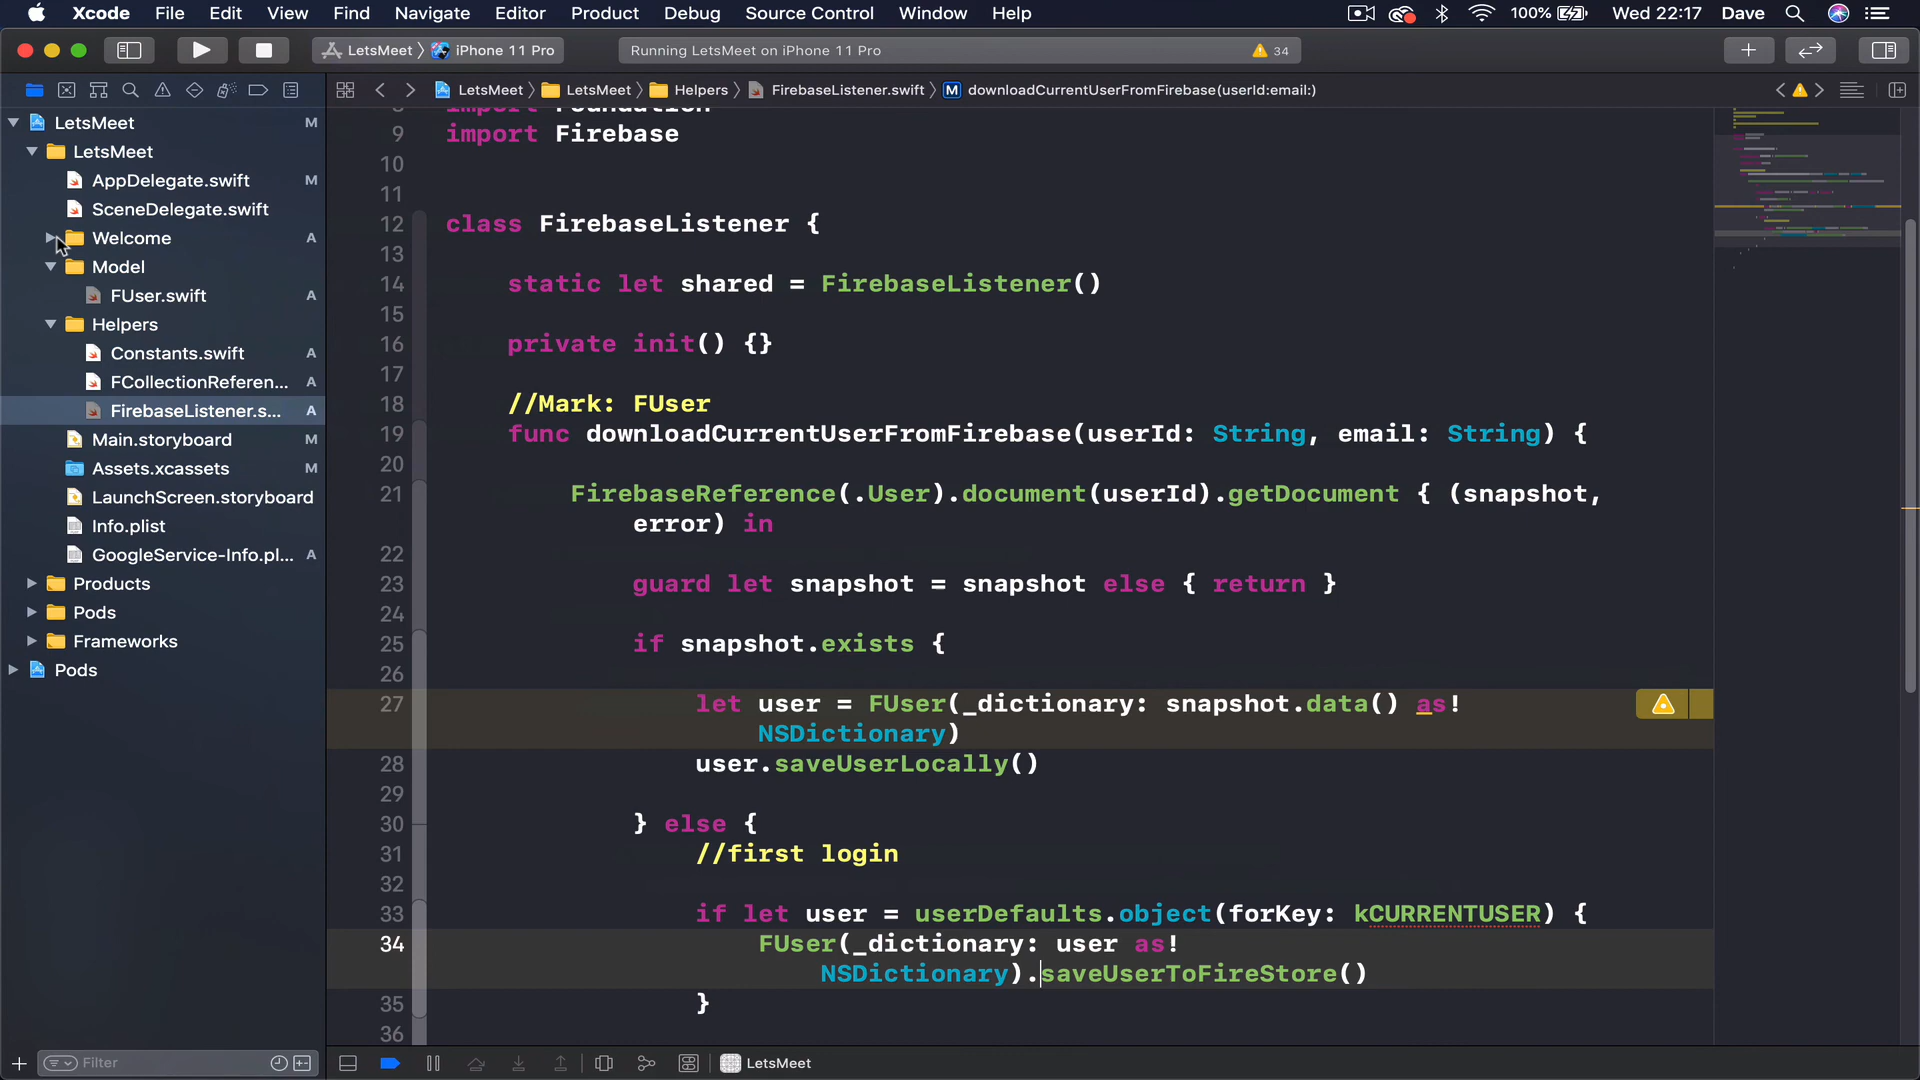 Xcode File Edit View Find Navigate Editor Product Debug Source Control Window Help 100% Wed 22:17 Dave
LetsMeet iPhone 11 Pro Running LetsMeet on iPhone 11 Pro 34
LetsMeet LetsMeet Helpers FirebaseListener.swift M downloadCurrentUserFromFirebase(userId:email:)
LetsMeet M
LetsMeet
AppDelegate.swift M
SceneDelegate.swift
Welcome A
Model
FUser.swift A
Helpers
Constants.swift A
FCollectionReferen... A
FirebaseListener.s... A
Main.storyboard M
Assets.xcassets M
LaunchScreen.storyboard
Info.plist
GoogleService-Info.pl... A
Products
Pods
Frameworks
Pods
Filter
8 import Foundation
9 import Firebase
10
11
12 class FirebaseListener {
13
14 static let shared = FirebaseListener()
15
16 private init() {}
17
18 //Mark: FUser
19 func downloadCurrentUserFromFirebase(userId: String, email: String) {
20
21 FirebaseReference(.User).document(userId).getDocument { (snapshot,
error) in
22
23 guard let snapshot = snapshot else { return }
24
25 if snapshot.exists {
26
27 let user = FUser(_dictionary: snapshot.data() as!
NSDictionary)
28 user.saveUserLocally()
29
30 } else {
31 //first login
32
33 if let user = userDefaults.object(forKey: kCURRENTUSER) {
34 FUser(_dictionary: user as!
NSDictionary).saveUserToFireStore()
35 }
36
LetsMeet